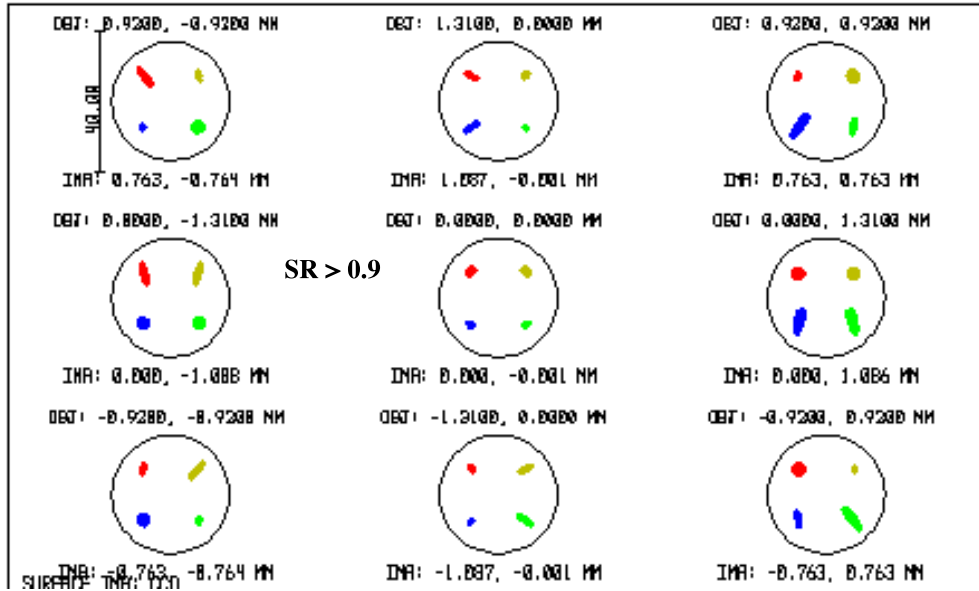 OBJ: 0.9200, -0.9200 MM
OBJ: 1.3100, 0.0000 MM
OBJ: 0.9200, 0.9200 MM
40.00
IMA: 0.763, -0.764 MM
IMA: 1.087, -0.001 MM
IMA: 0.763, 0.763 MM
OBJ: 0.0000, -1.3100 MM
OBJ: 0.0000, 0.0000 MM
OBJ: 0.0000, 1.3100 MM
SR > 0.9
IMA: 0.000, -1.088 MM
IMA: 0.000, -0.001 MM
IMA: 0.000, 1.086 MM
OBJ: -0.9200, -0.9200 MM
OBJ: -1.3100, 0.0000 MM
OBJ: -0.9200, 0.9200 MM
IMA: -0.763, -0.764 MM
IMA: -1.087, -0.001 MM
IMA: -0.763, 0.763 MM
SURFACE IMA: CCD